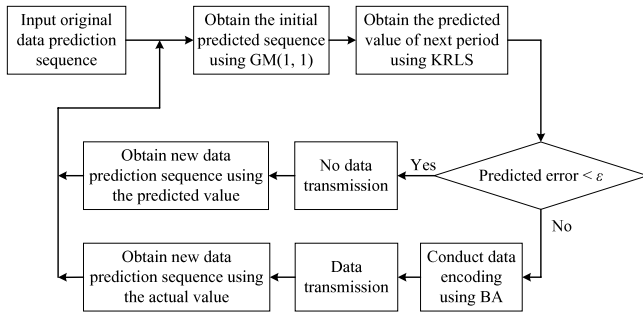 Input original
data prediction
sequence
Obtain the initial
predicted sequence
using GM(1, 1)
Obtain the predicted
value of next period
using KRLS
Predicted error < ε
Yes
No data
transmission
Obtain new data
prediction sequence using
the predicted value
No
Conduct data
encoding
using BA
Data
transmission
Obtain new data
prediction sequence using
the actual value